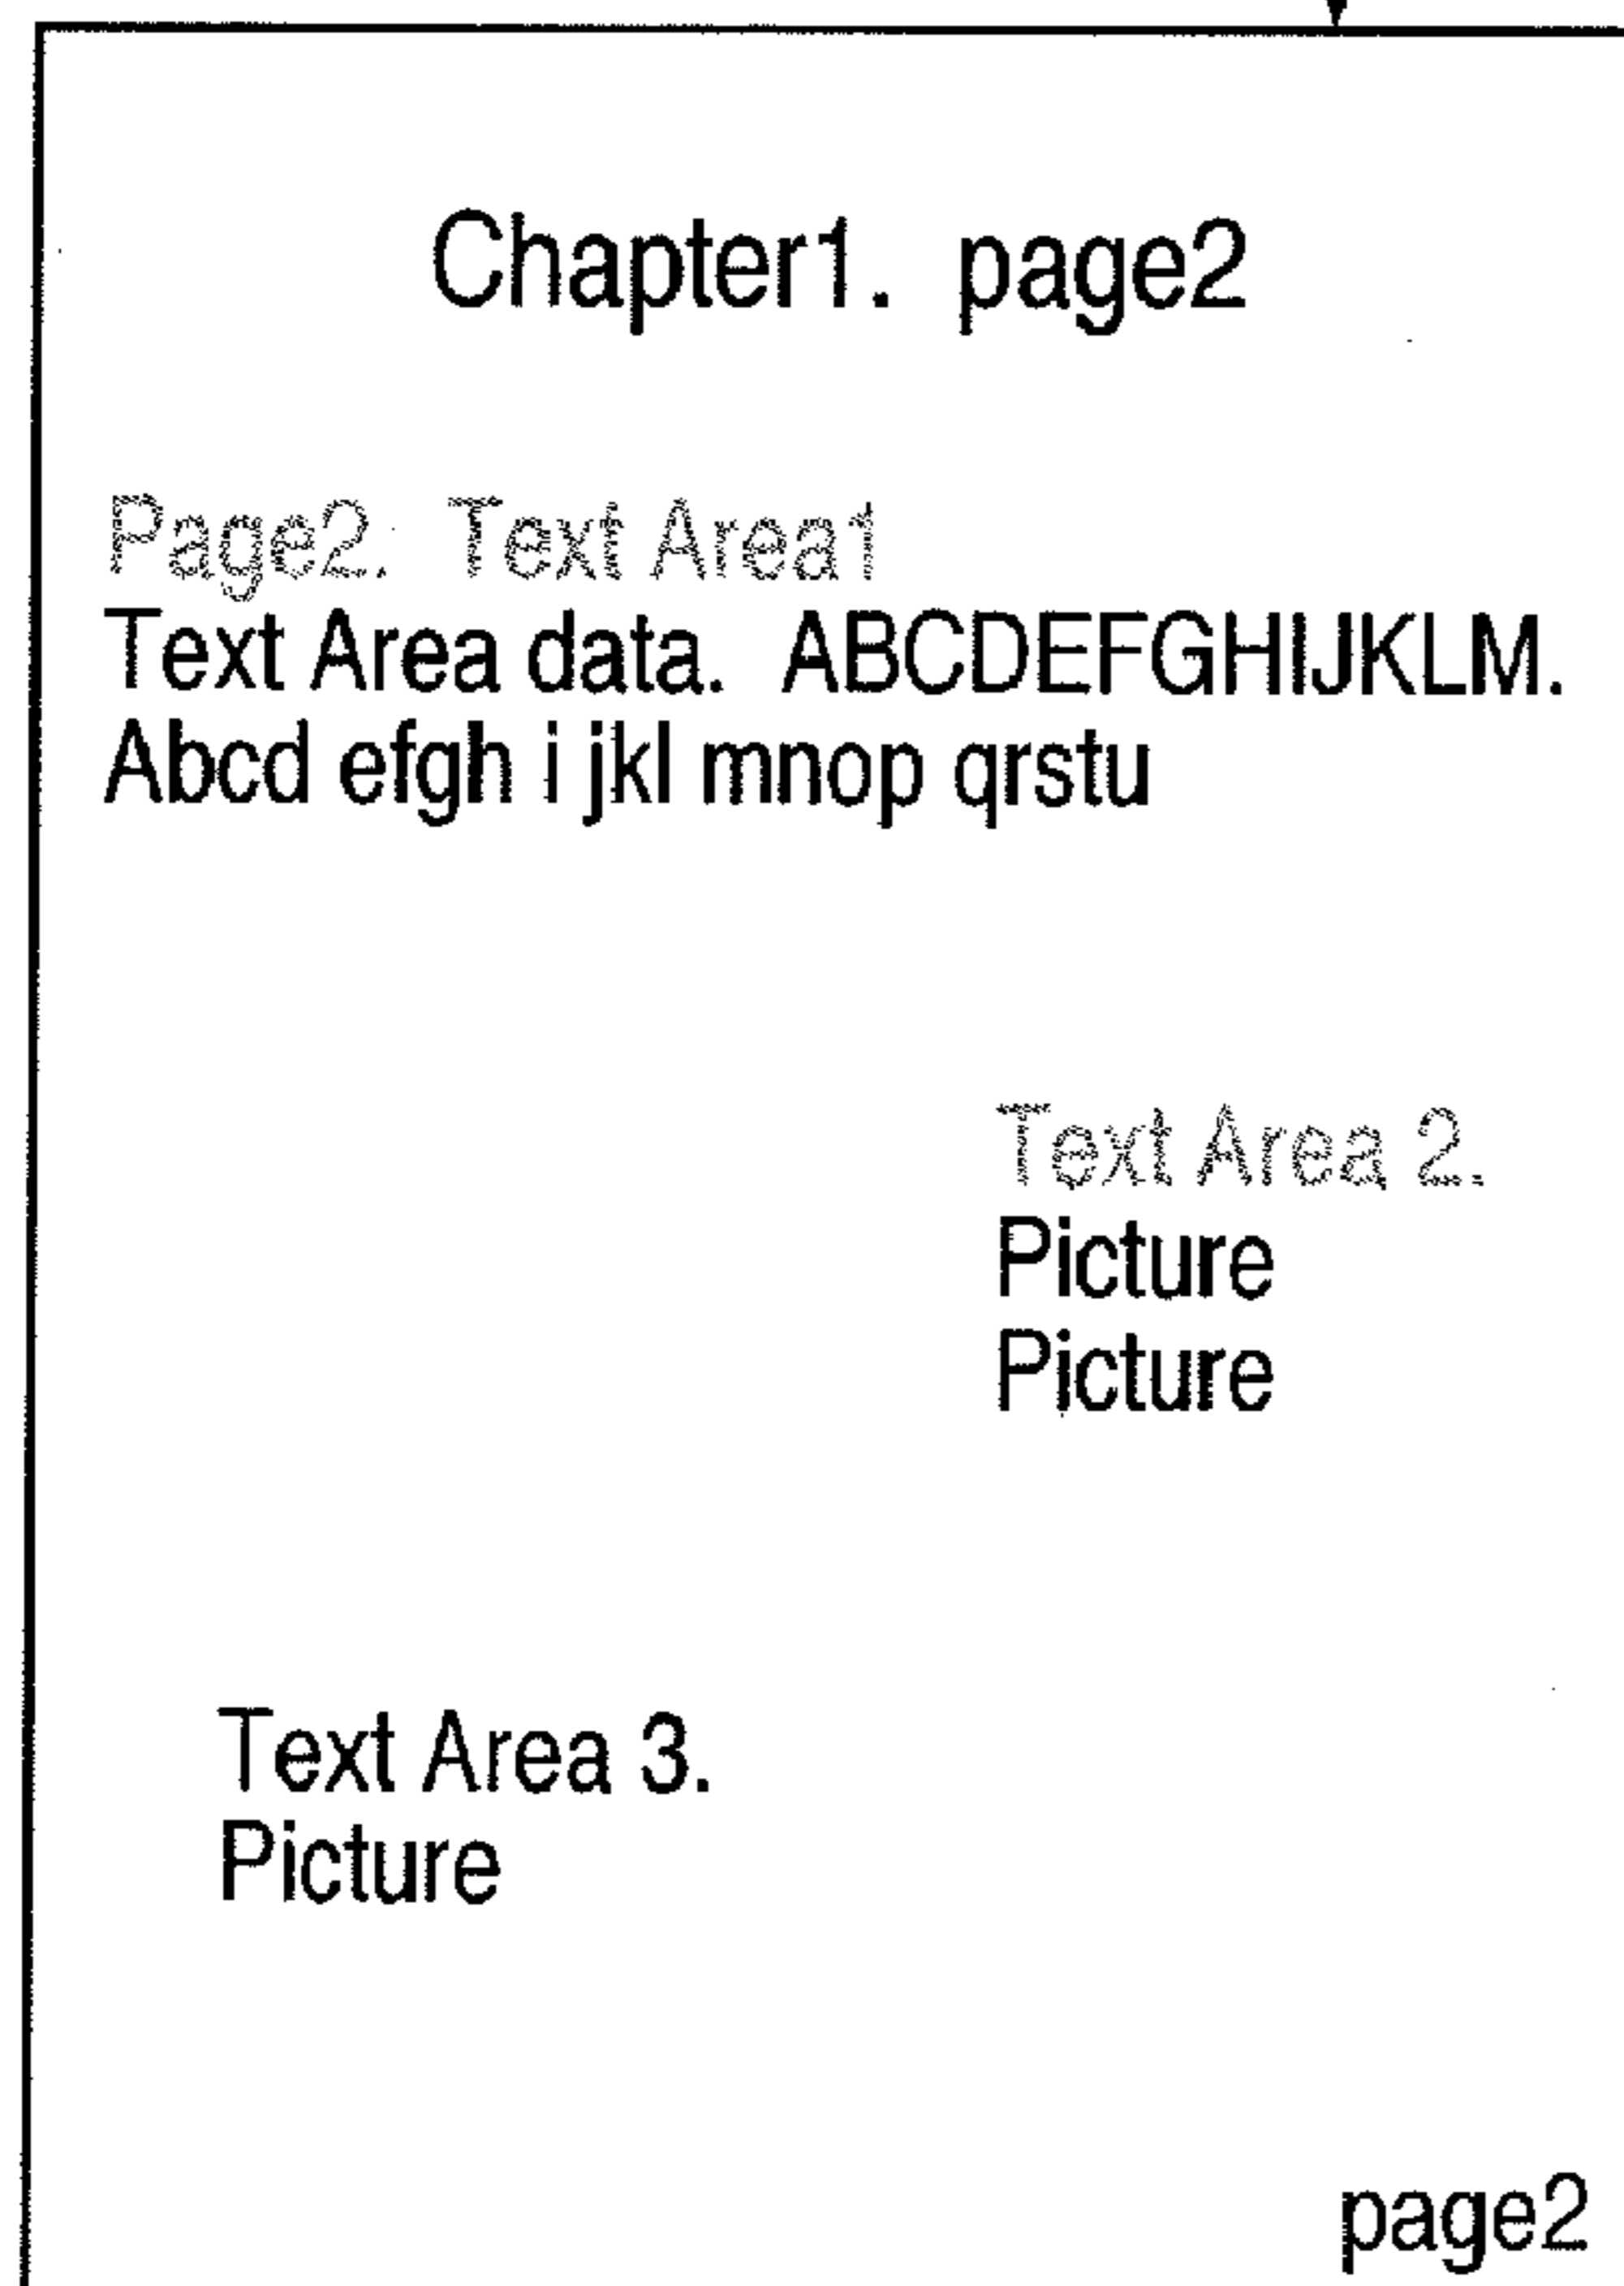 Chapter1. page2
Page2. Text Area1
Text Area data. ABCDEFGHIJKLM.
Abcd efgh i jkl mnop qrstu
Text Area 2.
Picture
Picture
Text Area 3.
Picture
page2